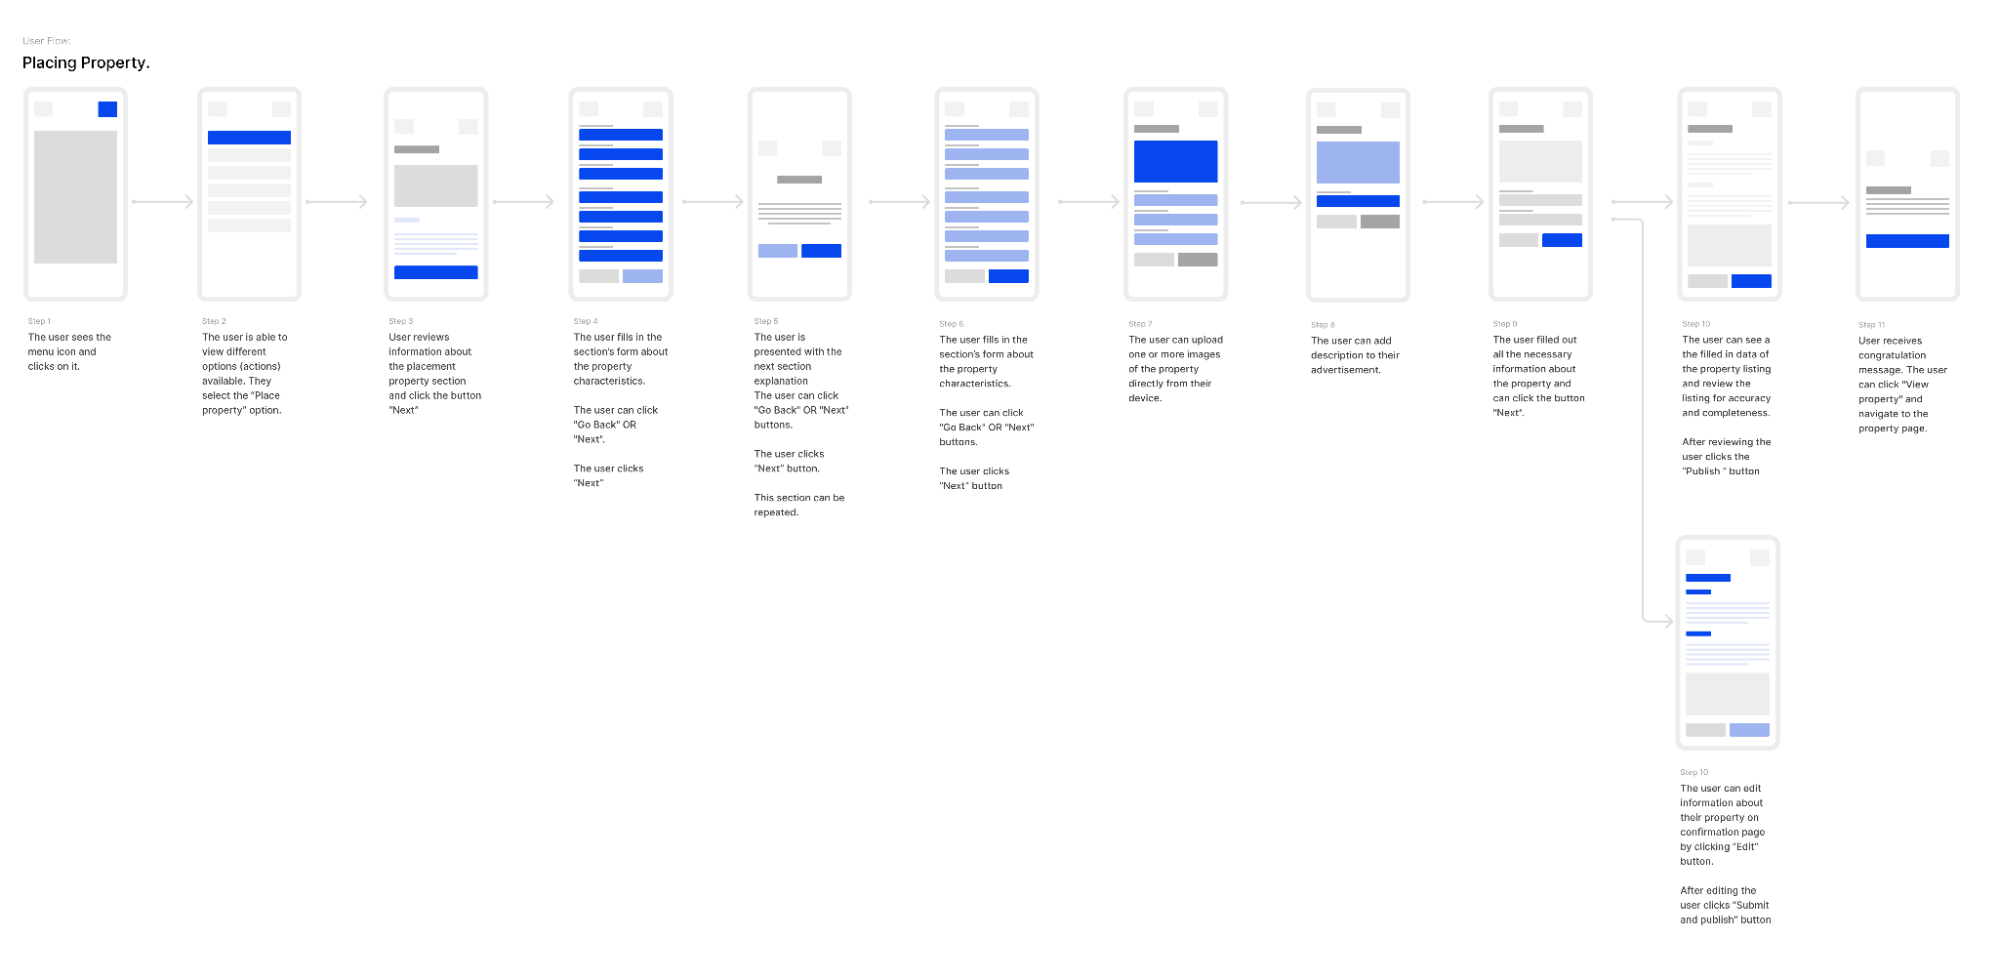 User Flow:
Placing Property.
Step 1
The user sees the
menu icon and
clicks on it.
Step 2
The user is able to
view different
options (actions)
available. They
select the "Place
property" option.
Step 3
User reviews
information about
the placement
property section
and click the button
"Next"
Step 4
The user fills in the
section's form about
the property
characteristics.
The user can click
"Go Back" OR
"Next".
The user clicks
"Next"
Step 5
The user is
presented with the
next section
explanation
The user can click
"Go Back" OR "Next"
buttons.
The user clicks
"Next" button.
This section can be
repeated.
Step 6
The user fills in the
section's form about
the property
characteristics.
The user can click
"Go Back" OR "Next"
buttons.
The user clicks
"Next" button
Step 7
The user can upload
one or more images
of the property
directly from their
device.
Step 8
The user can add
description to their
advertisement.
Step 9
The user filled out
all the necessary
information about
the property and
can click the button
"Next".
Step 10
The user can see a
the filled in data of
the property listing
and review the
listing for accuracy
and completeness.
After reviewing the
user clicks the
"Publish " button
Step 11
User receives
congratulation
message. The user
can click "View
property" and
navigate to the
property page.
Step 10
The user can edit
information about
their property on
confirmation page
by clicking "Edit"
button.
After editing the
user clicks "Submit
and publish" button